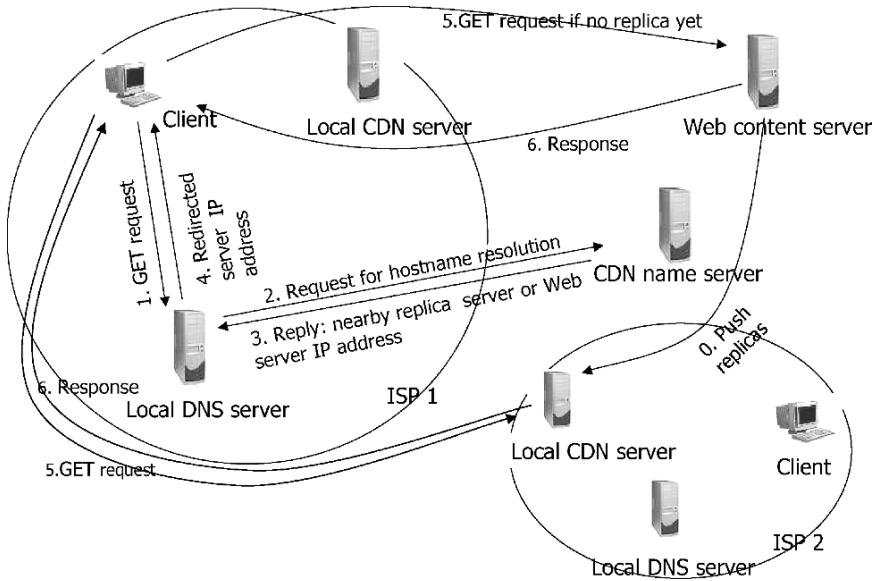 5.GET request if no replica yet
Client
Local CDN server
Web content server
6. Response
1. GET request
4. Redirected
server IP
address
2. Request for hostname resolution
CDN name server
3. Reply: nearby replica server or Web
server IP address
0. Push
replicas
6. Response
Local DNS server
ISP 1
5.GET request
Local CDN server
Client
Local DNS server
ISP 2